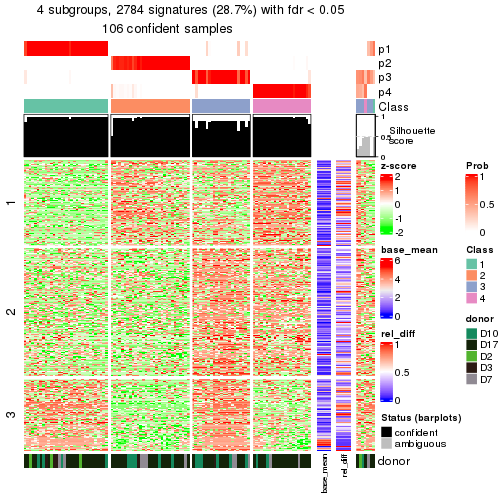 4 subgroups, 2784 signatures (28.7%) with fdr < 0.05
106 confident samples
p1
p2
p3
p4
Class
1
0.5
0
Silhouette
score
1
2
3
donor
base_mean
rel_diff
z-score
2
1
0
-1
-2
base_mean
6
4
2
0
rel_diff
1
0.5
0
Status (barplots)
confident
ambiguous
Prob
1
0.5
0
Class
1
2
3
4
donor
D10
D17
D2
D3
D7